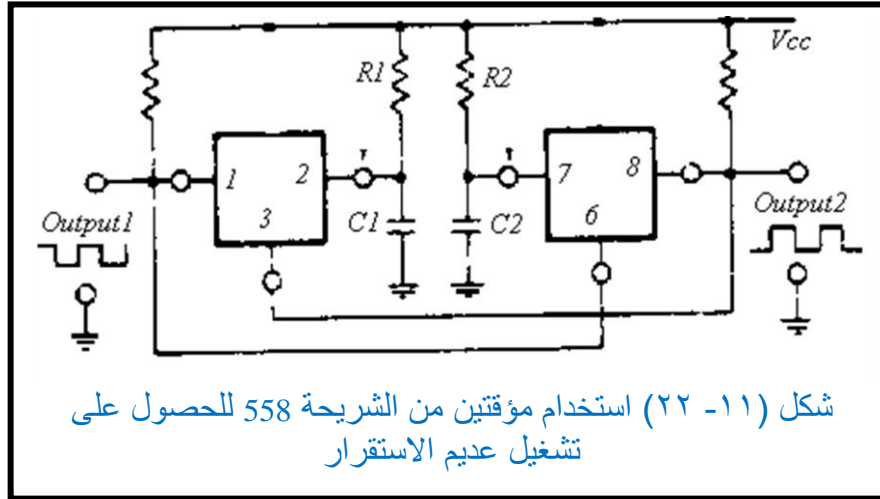 Vcc
R1 R2
1 2 7 8
Output1 3 C1 C2 6 Output2
شكل (١١- ٢٢) استخدام مؤقتتين من الشريحة 558 للحصول على
تشغيل عديم الاستقرار